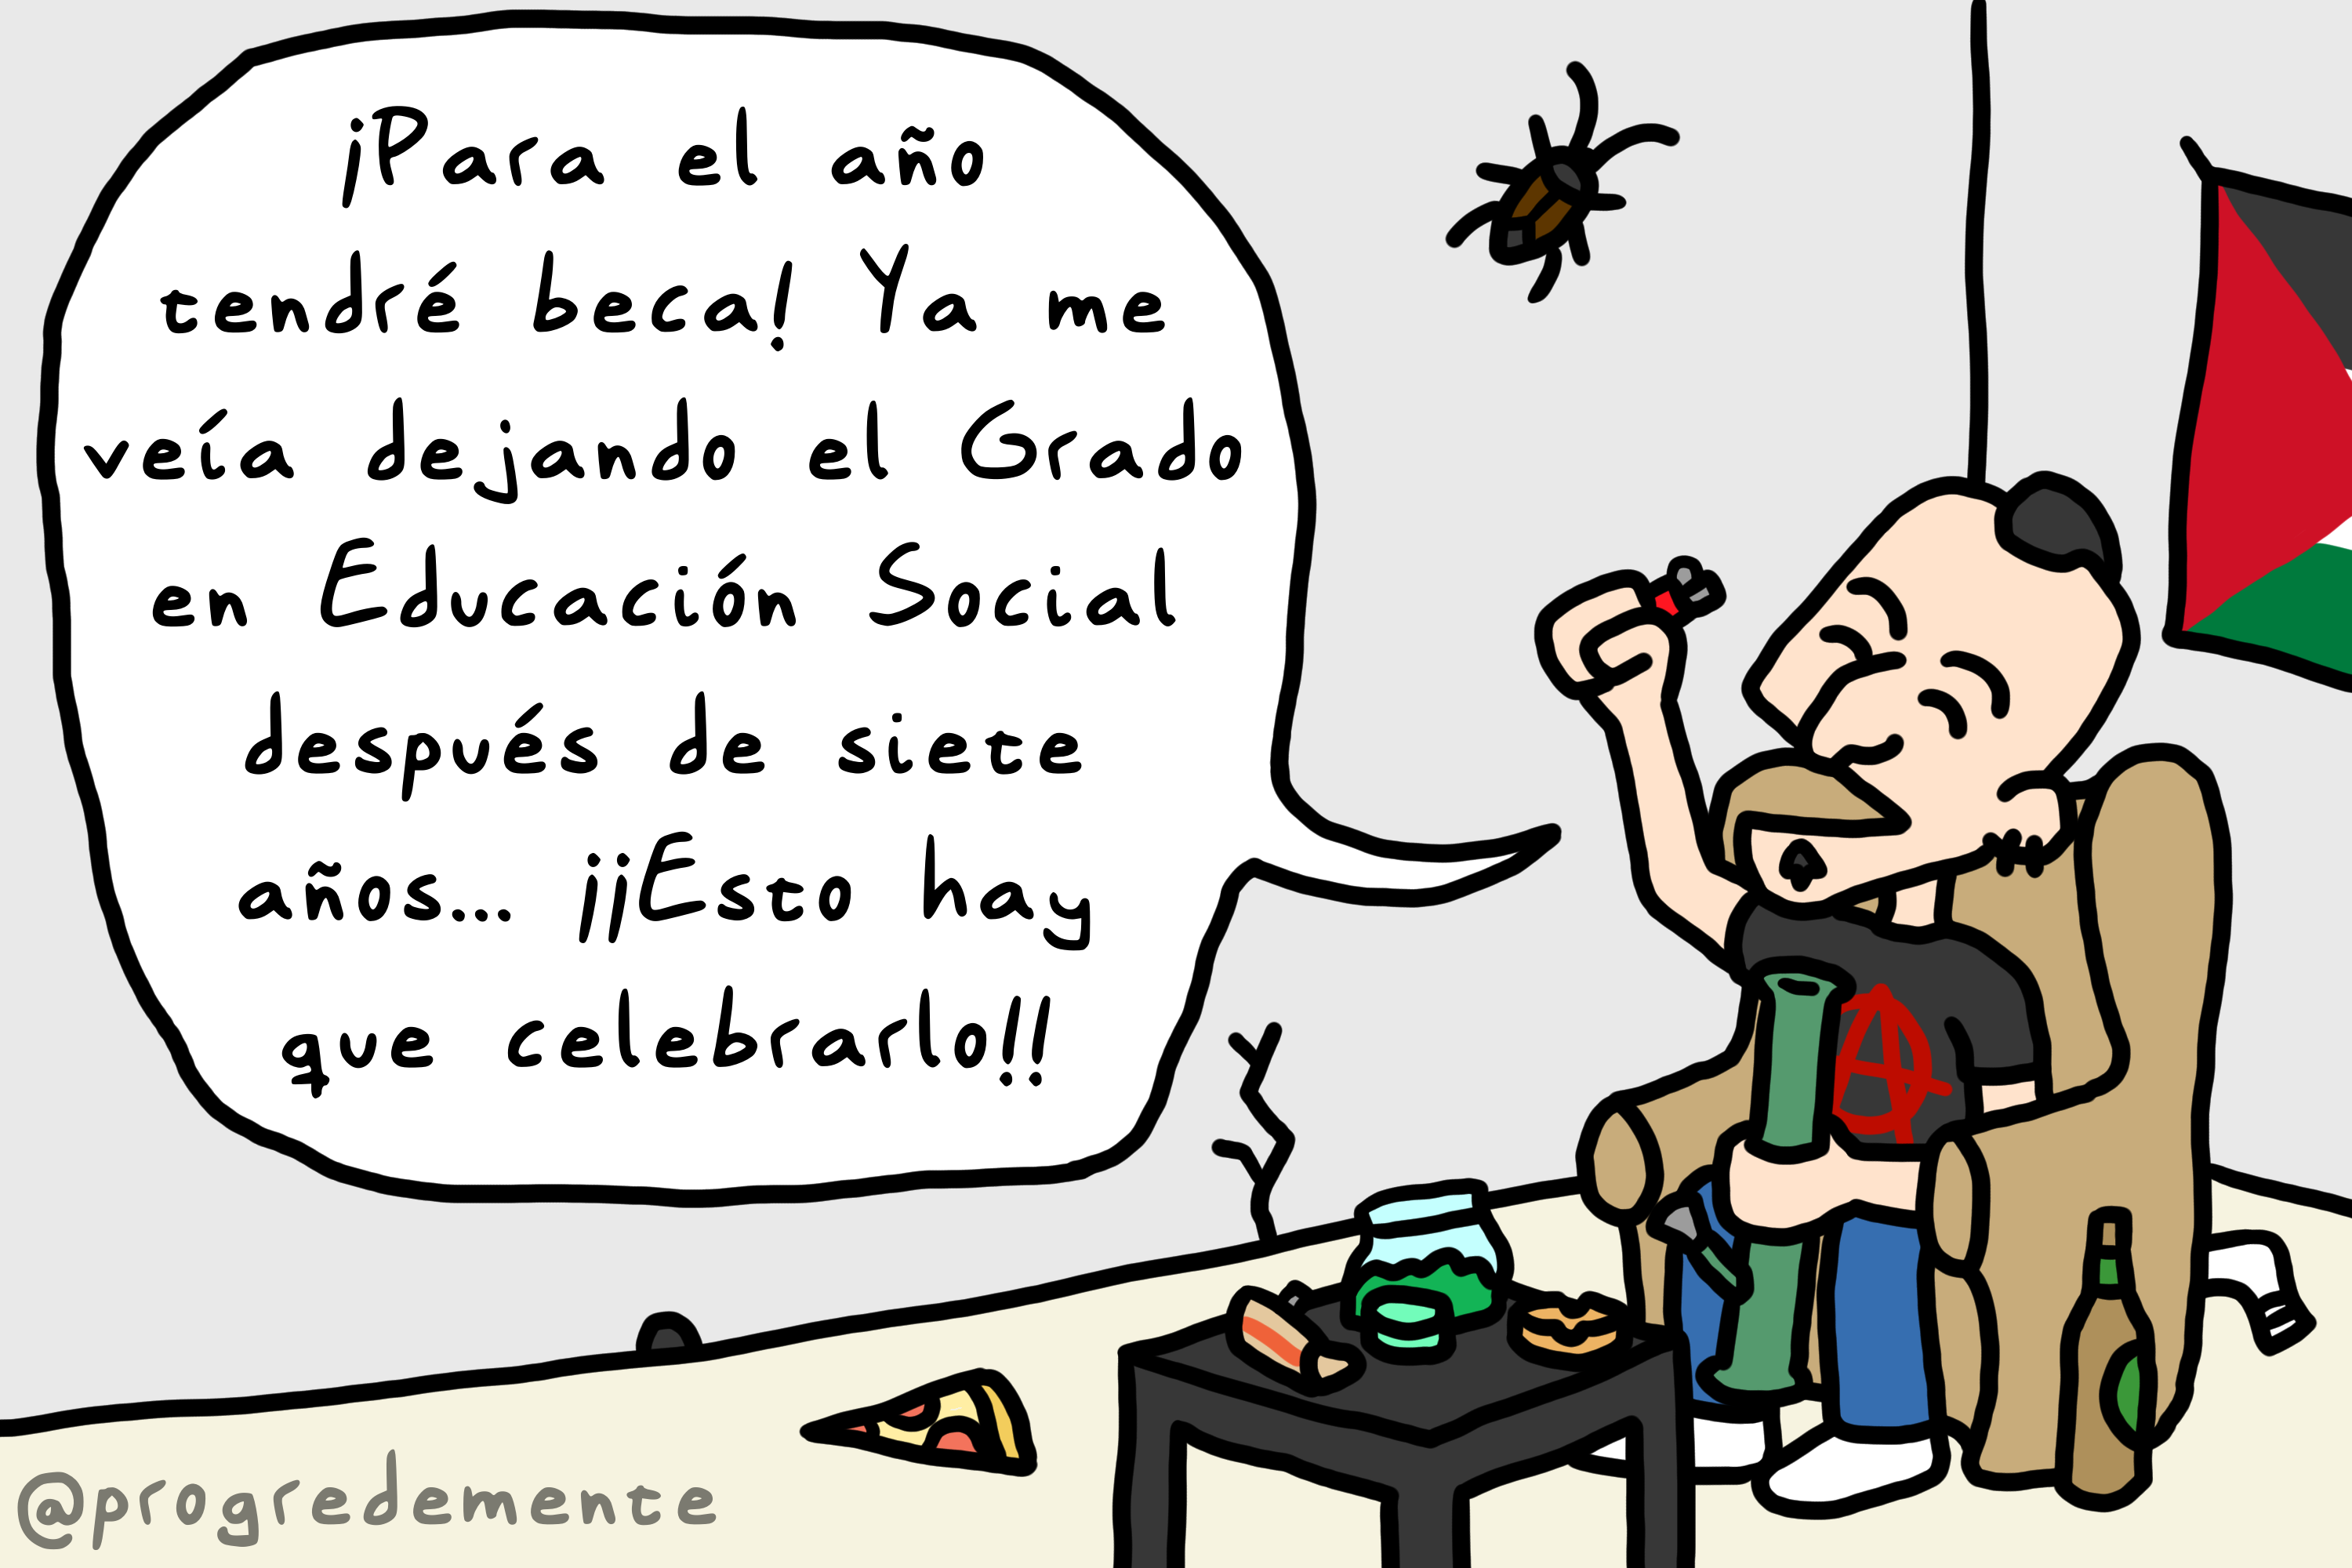 ¡Para el año
tendré beca! Ya me
veía dejando el Grado
en Educación Social
después de siete
años... ¡¡Esto hay
que celebrarlo!!
@progredemente